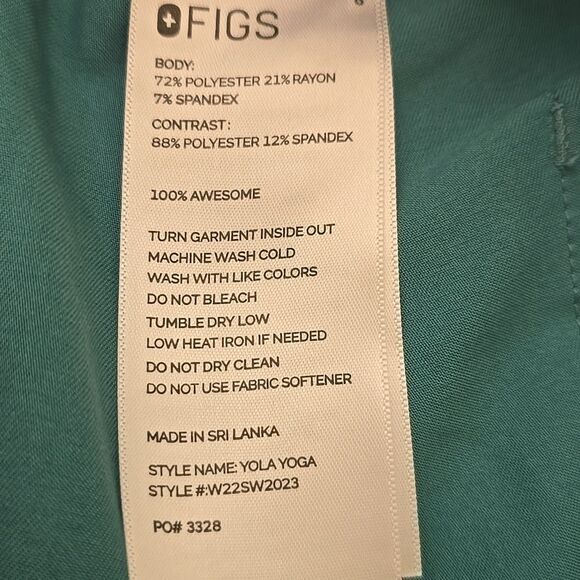 FIGS
BODY:
72% POLYESTER 21% RAYON
7% SPANDEX
CONTRAST:
88% POLYESTER 12% SPANDEX
100% AWESOME
TURN GARMENT INSIDE OUT
MACHINE WASH COLD
WASH WITH LIKE COLORS
DO NOT BLEACH
TUMBLE DRY LOW
LOW HEAT IRON IF NEEDED
DO NOT DRY CLEAN
DO NOT USE FABRIC SOFTENER
MADE IN SRI LANKA
STYLE NAME: YOLA YOGA
STYLE #:W22SW2023
PO# 3328